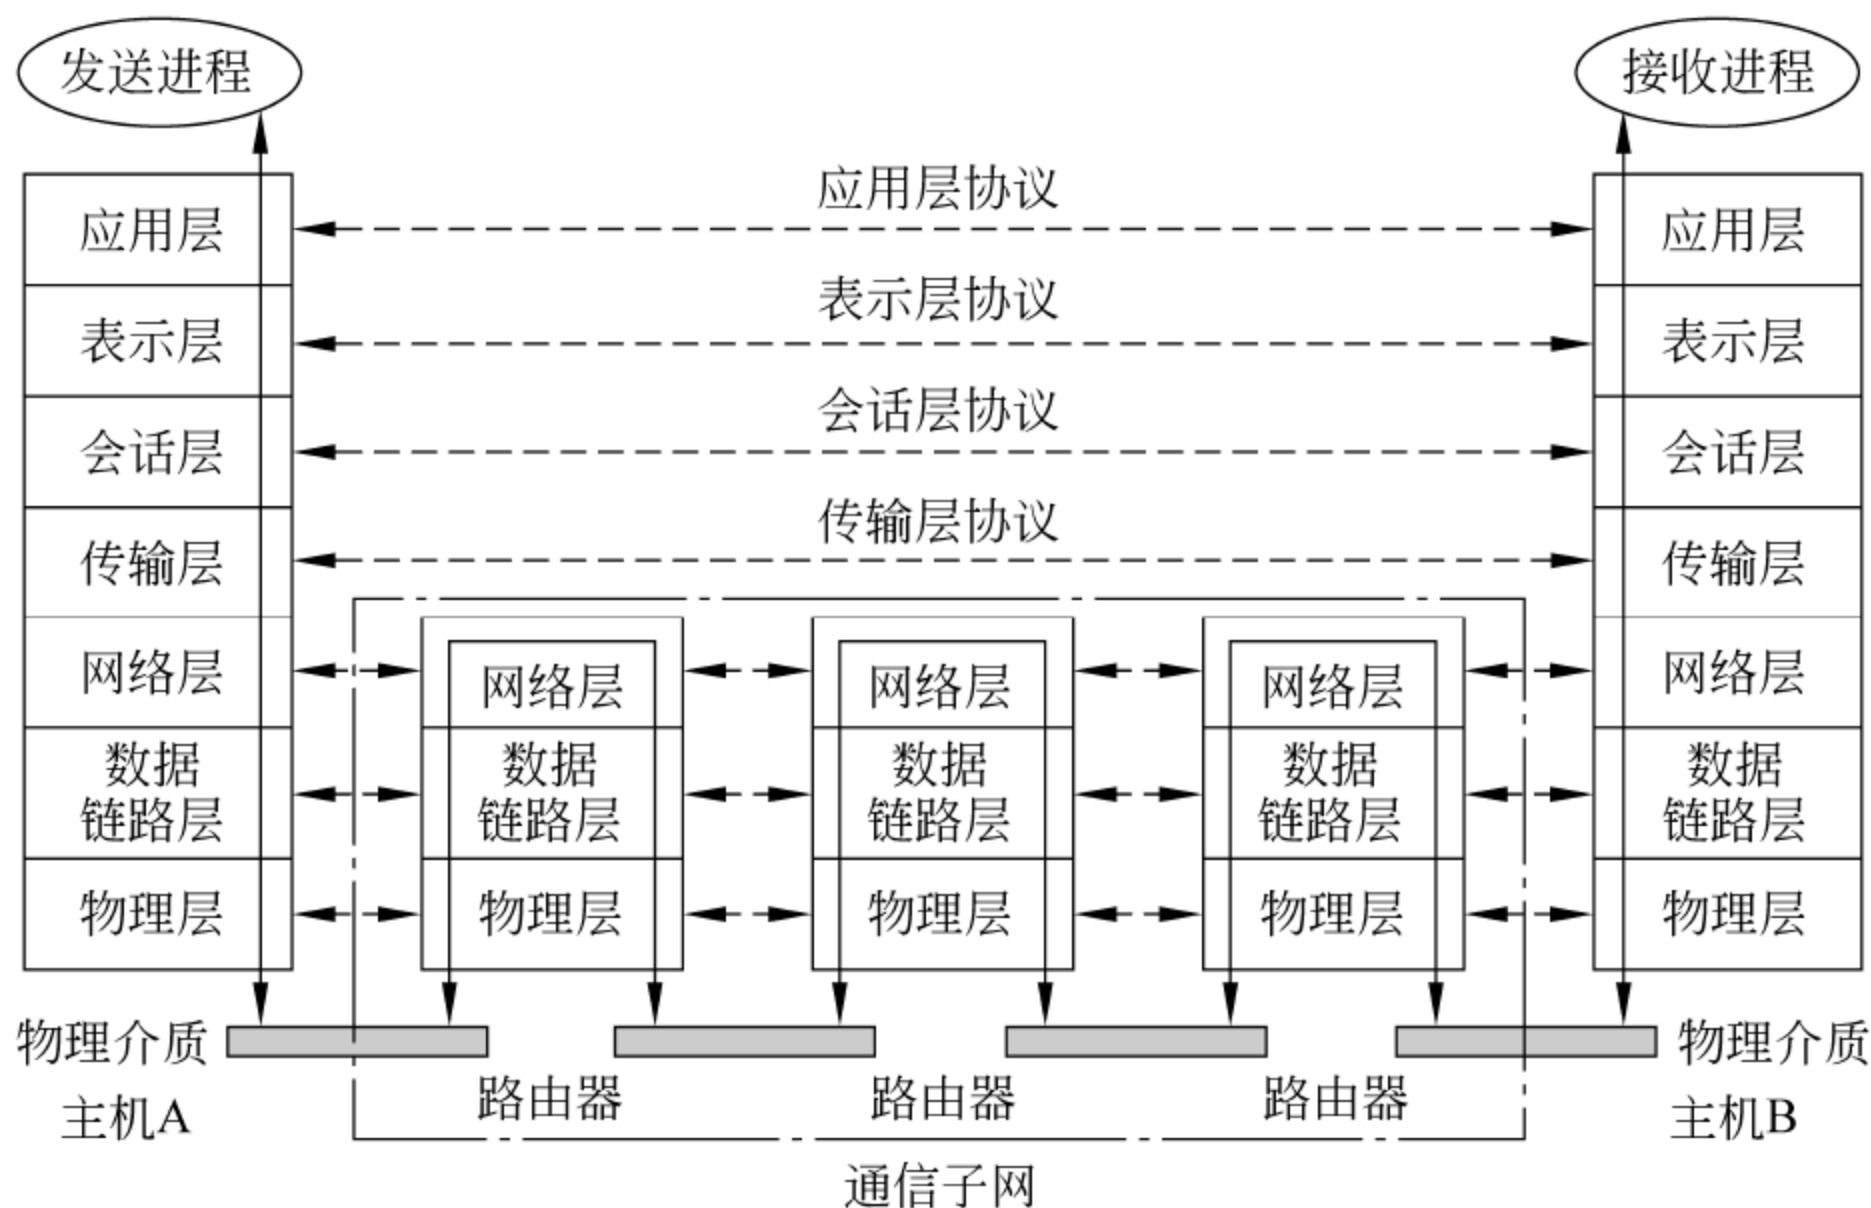 发送进程
接收进程
应用层
应用层协议
应用层
表示层
表示层协议
表示层
会话层
会话层协议
会话层
传输层
传输层协议
传输层
网络层
网络层
网络层
网络层
网络层
数据
链路层
数据
链路层
数据
链路层
数据
链路层
数据
链路层
物理层
物理层
物理层
物理层
物理层
物理介质
物理介质
路由器
路由器
路由器
主机A
主机B
通信子网